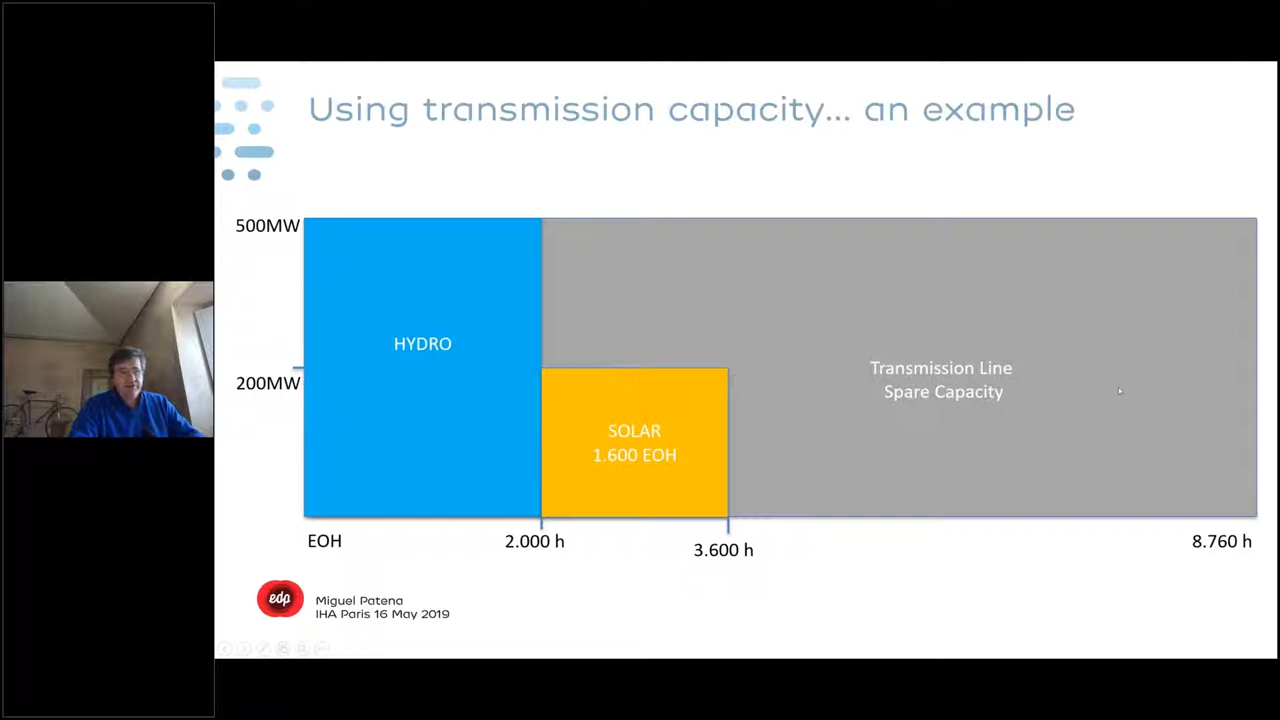 Using transmission capacity... an example
500MW
HYDRO
200MW
Transmission Line
Spare Capacity
SOLAR
1.600 EOH
EOH
2.000 h
3.600 h
8.760 h
edp
Miguel Patena
IHA Paris 16 May 2019